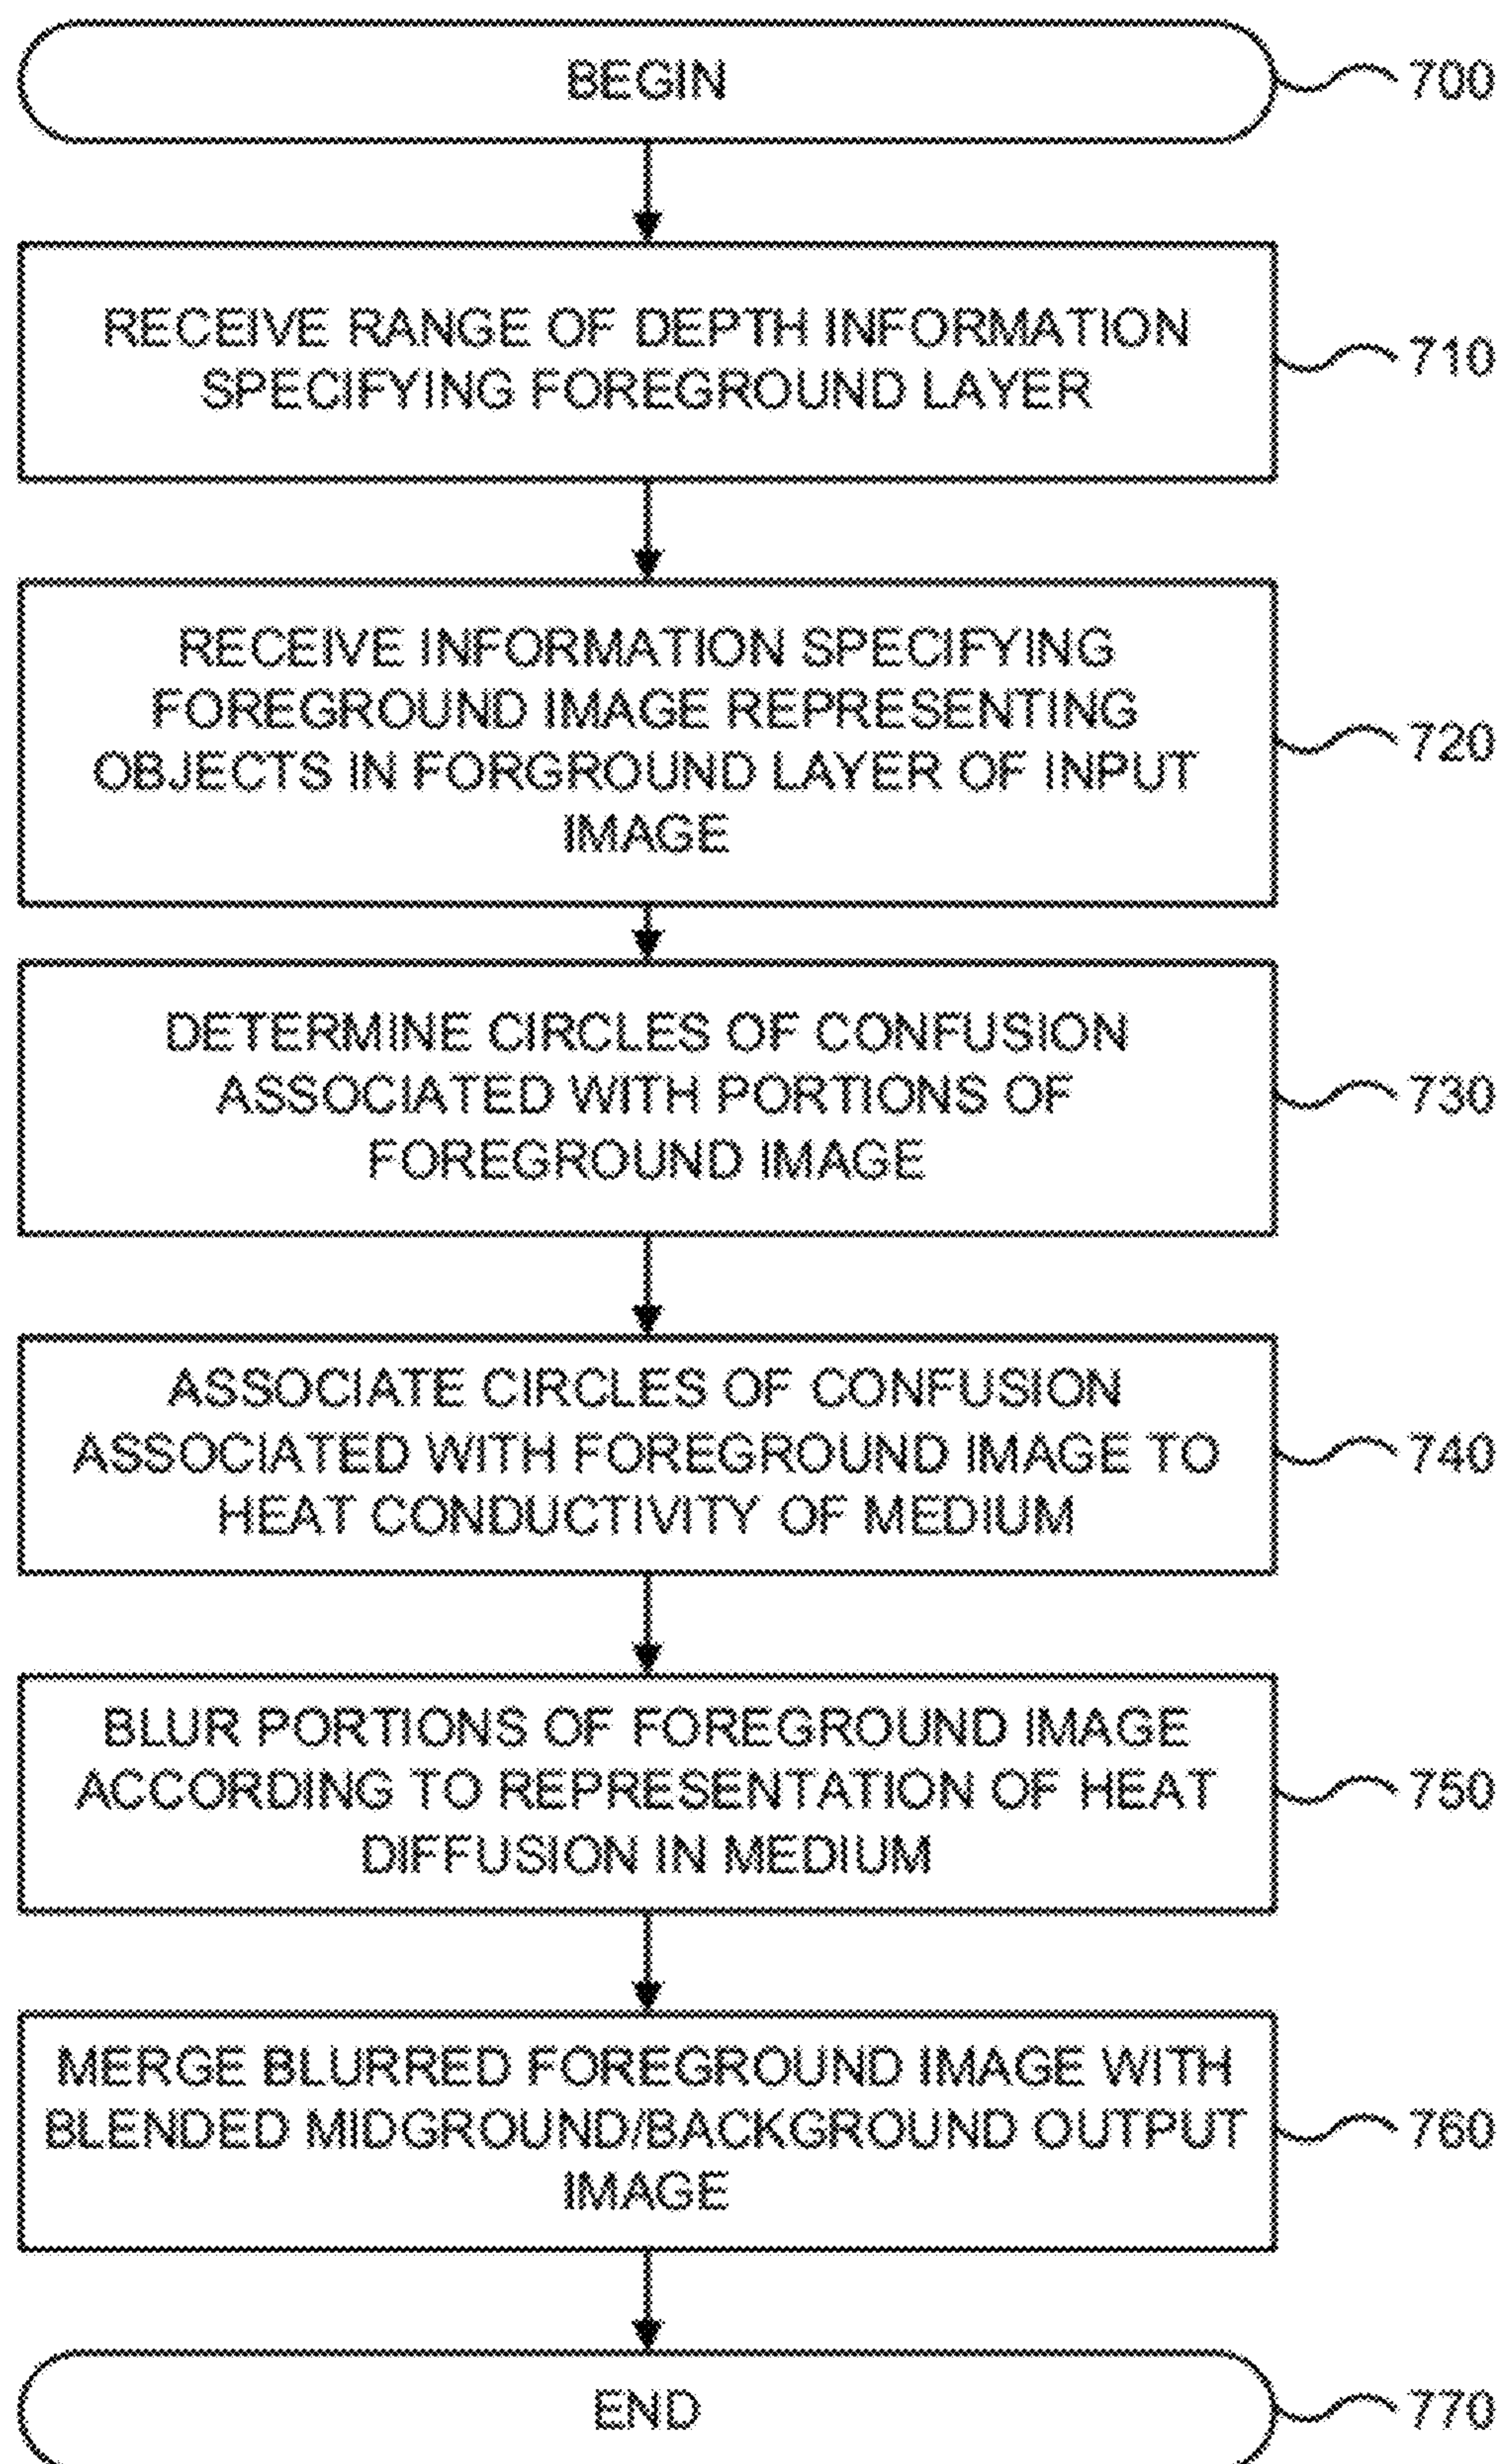 BEGIN
700
RECEIVE RANGE OF DEPTH INFORMATION
SPECIFYING FOREGROUND LAYER
710
RECEIVE INFORMATION SPECIFYING
FOREGROUND IMAGE REPRESENTING
OBJECTS IN FORGROUND LAYER OF INPUT
IMAGE
720
DETERMINE CIRCLES OF CONFUSION
ASSOCIATED WITH PORTIONS OF
FOREGROUND IMAGE
730
ASSOCIATE CIRCLES OF CONFUSION
ASSOCIATED WITH FOREGROUND IMAGE TO
HEAT CONDUCTIVITY OF MEDIUM
740
BLUR PORTIONS OF FOREGROUND IMAGE
ACCORDING TO REPRESENTATION OF HEAT
DIFFUSION IN MEDIUM
750
MERGE BLURRED FOREGROUND IMAGE WITH
BLENDED MIDGROUND/BACKGROUND OUTPUT
IMAGE
760
END
770